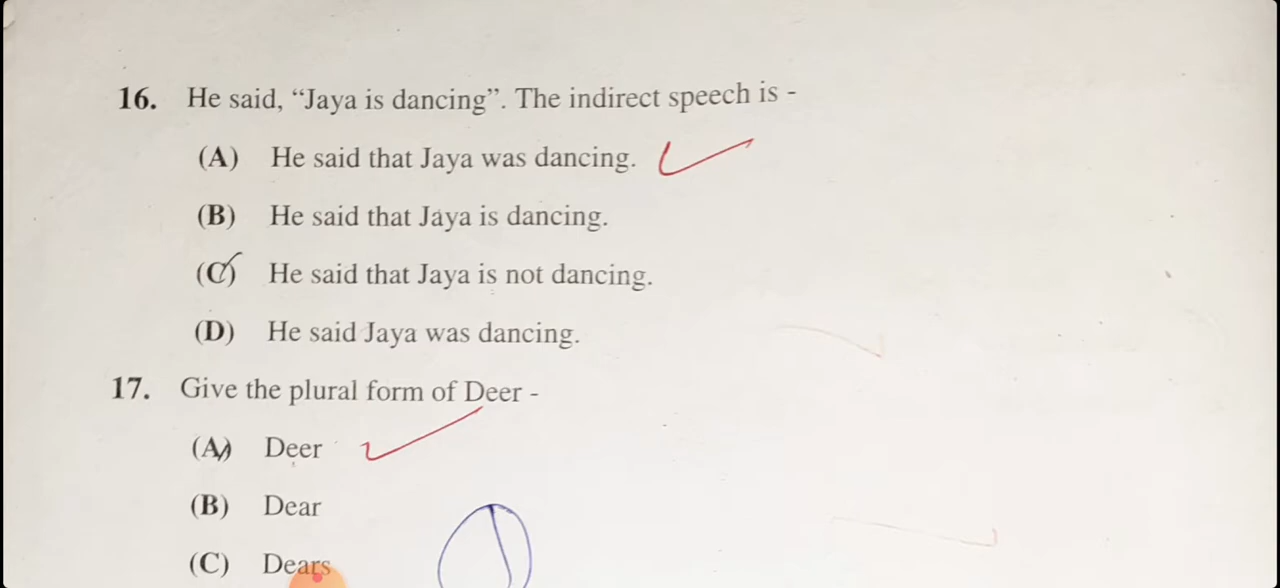 16. He said, “Jaya is dancing”. The indirect speech is -
(A) He said that Jaya was dancing.
(B) He said that Jaya is dancing.
(C) He said that Jaya is not dancing.
(D) He said Jaya was dancing.
17. Give the plural form of Deer -
(A) Deer
(B) Dear
(C) Dears